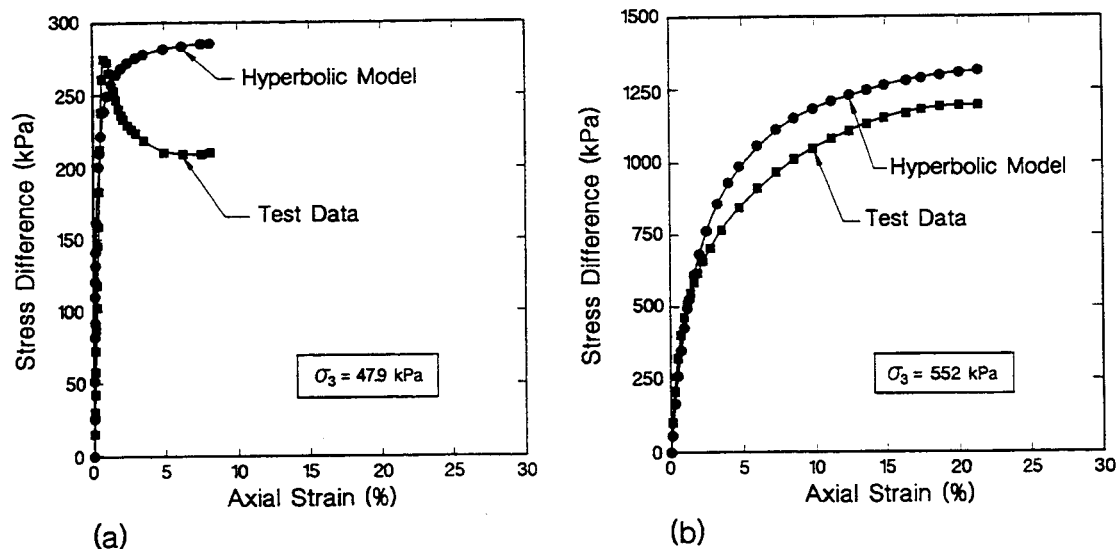 300
250
200
150
100
50
0
Stress Difference (kPa)
Hyperbolic Model
Test Data
σ3 = 47.9 kPa
0 5 10 15 20 25 30
Axial Strain (%)
(a)
1500
1250
1000
750
500
250
0
Stress Difference (kPa)
Hyperbolic Model
Test Data
σ3 = 552 kPa
0 5 10 15 20 25 30
Axial Strain (%)
(b)